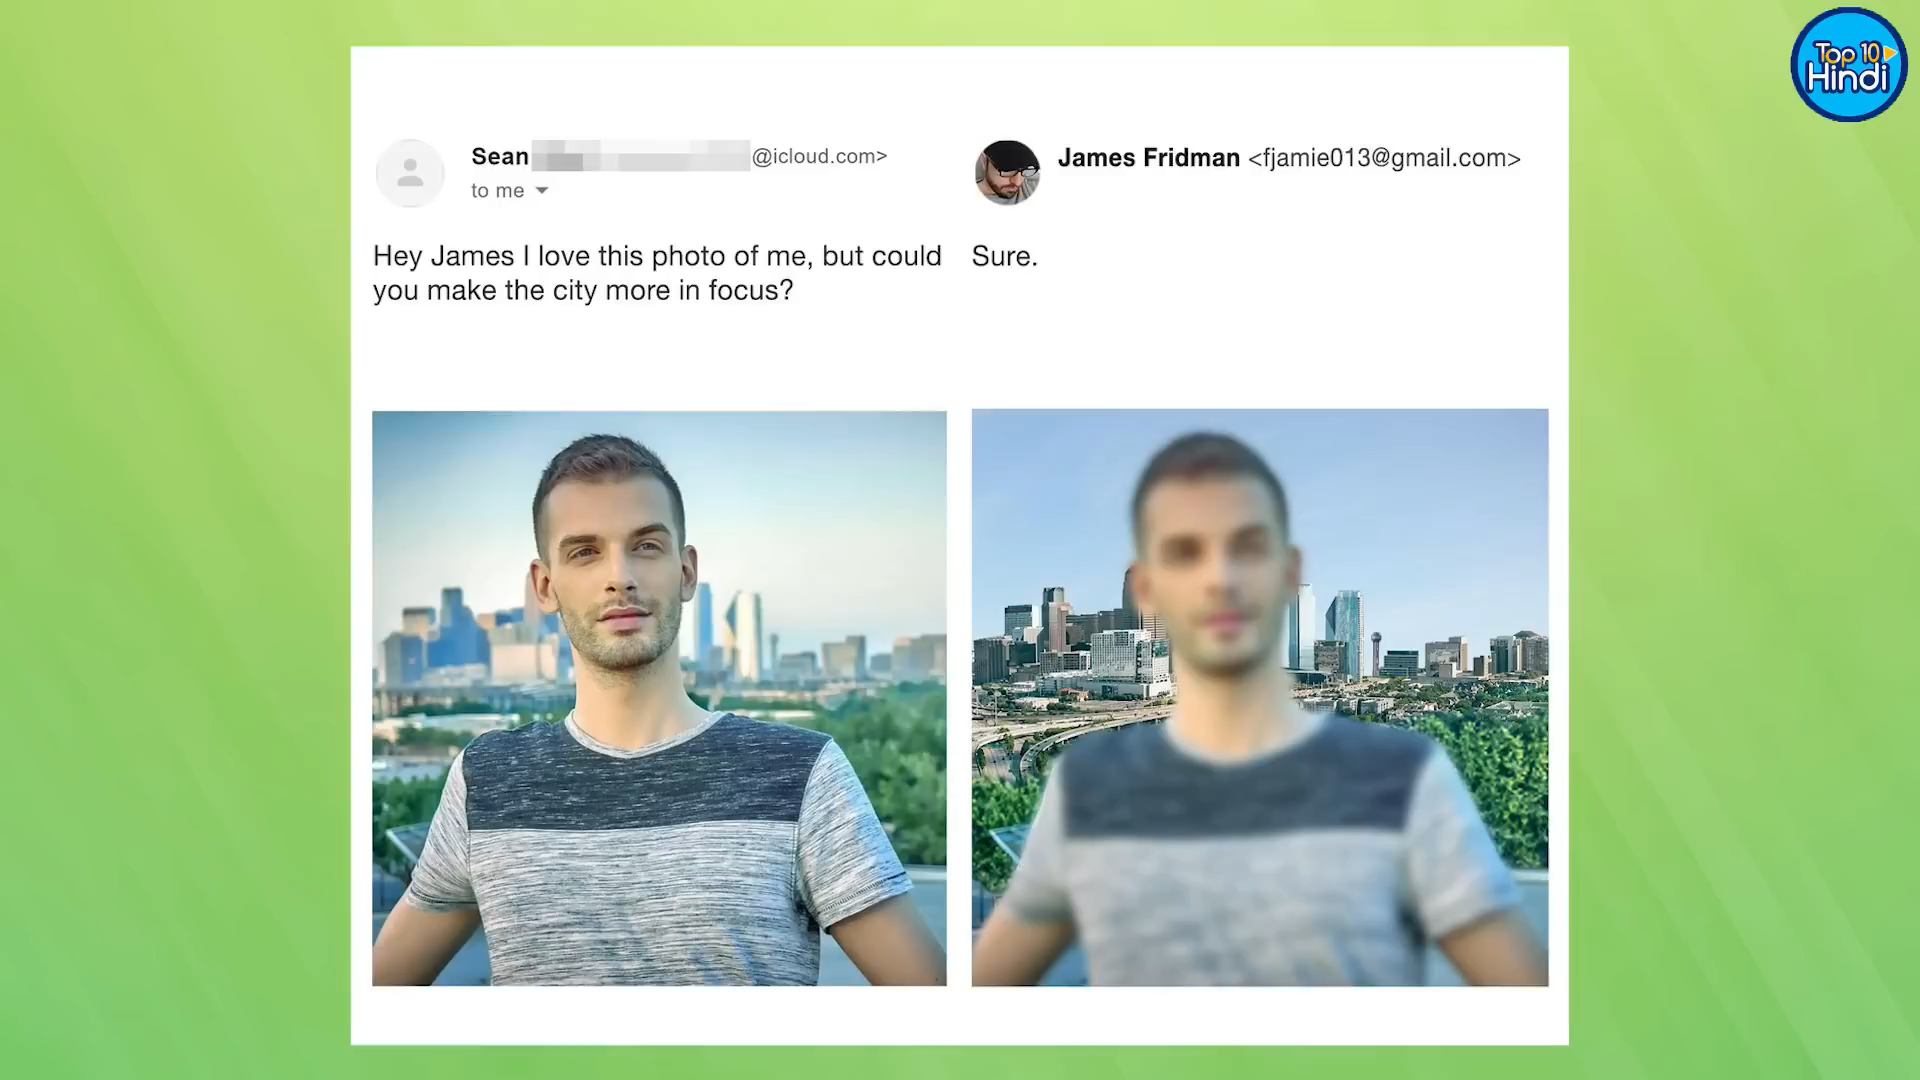 Top 10
Hindi
Sean @icloud.com>
to me
Hey James I love this photo of me, but could
you make the city more in focus?
James Fridman <fjamie013@gmail.com>
Sure.